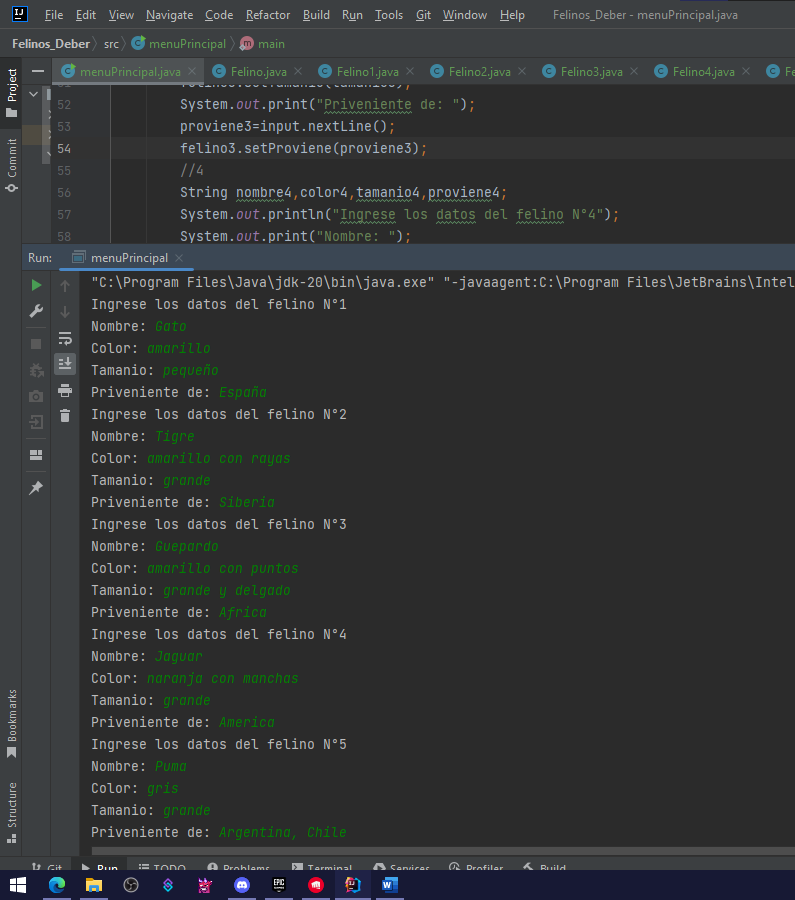 IJ File Edit View Navigate Code Refactor Build Run Tools Git Window Help Felinos_Deber - menuPrincipal.java
Felinos_Deber src menuPrincipal main
menuPrincipal.java Felino.java Felino1.java Felino2.java Felino3.java Felino4.java
Project
Commit
52 System.out.print("Priveniente de: ");
53 proviene3=input.nextLine();
54 felino3.setProviene(proviene3);
55 //4
56 String nombre4,color4,tamanio4,proviene4;
57 System.out.println("Ingrese los datos del felino N°4");
58 System.out.print("Nombre: ");
Run: menuPrincipal
"C:\Program Files\Java\jdk-20\bin\java.exe" "-javaagent:C:\Program Files\JetBrains\Intel
Ingrese los datos del felino N°1
Nombre: Gato
Color: amarillo
Tamanio: pequeño
Priveniente de: España
Ingrese los datos del felino N°2
Nombre: Tigre
Color: amarillo con rayas
Tamanio: grande
Priveniente de: Siberia
Ingrese los datos del felino N°3
Nombre: Guepardo
Color: amarillo con puntos
Tamanio: grande y delgado
Priveniente de: Africa
Ingrese los datos del felino N°4
Nombre: Jaguar
Color: naranja con manchas
Tamanio: grande
Priveniente de: America
Ingrese los datos del felino N°5
Nombre: Puma
Color: gris
Tamanio: grande
Priveniente de: Argentina, Chile
Bookmarks
Structure
Git Run TODO Problems Terminal Services Profiler Build
EPIC